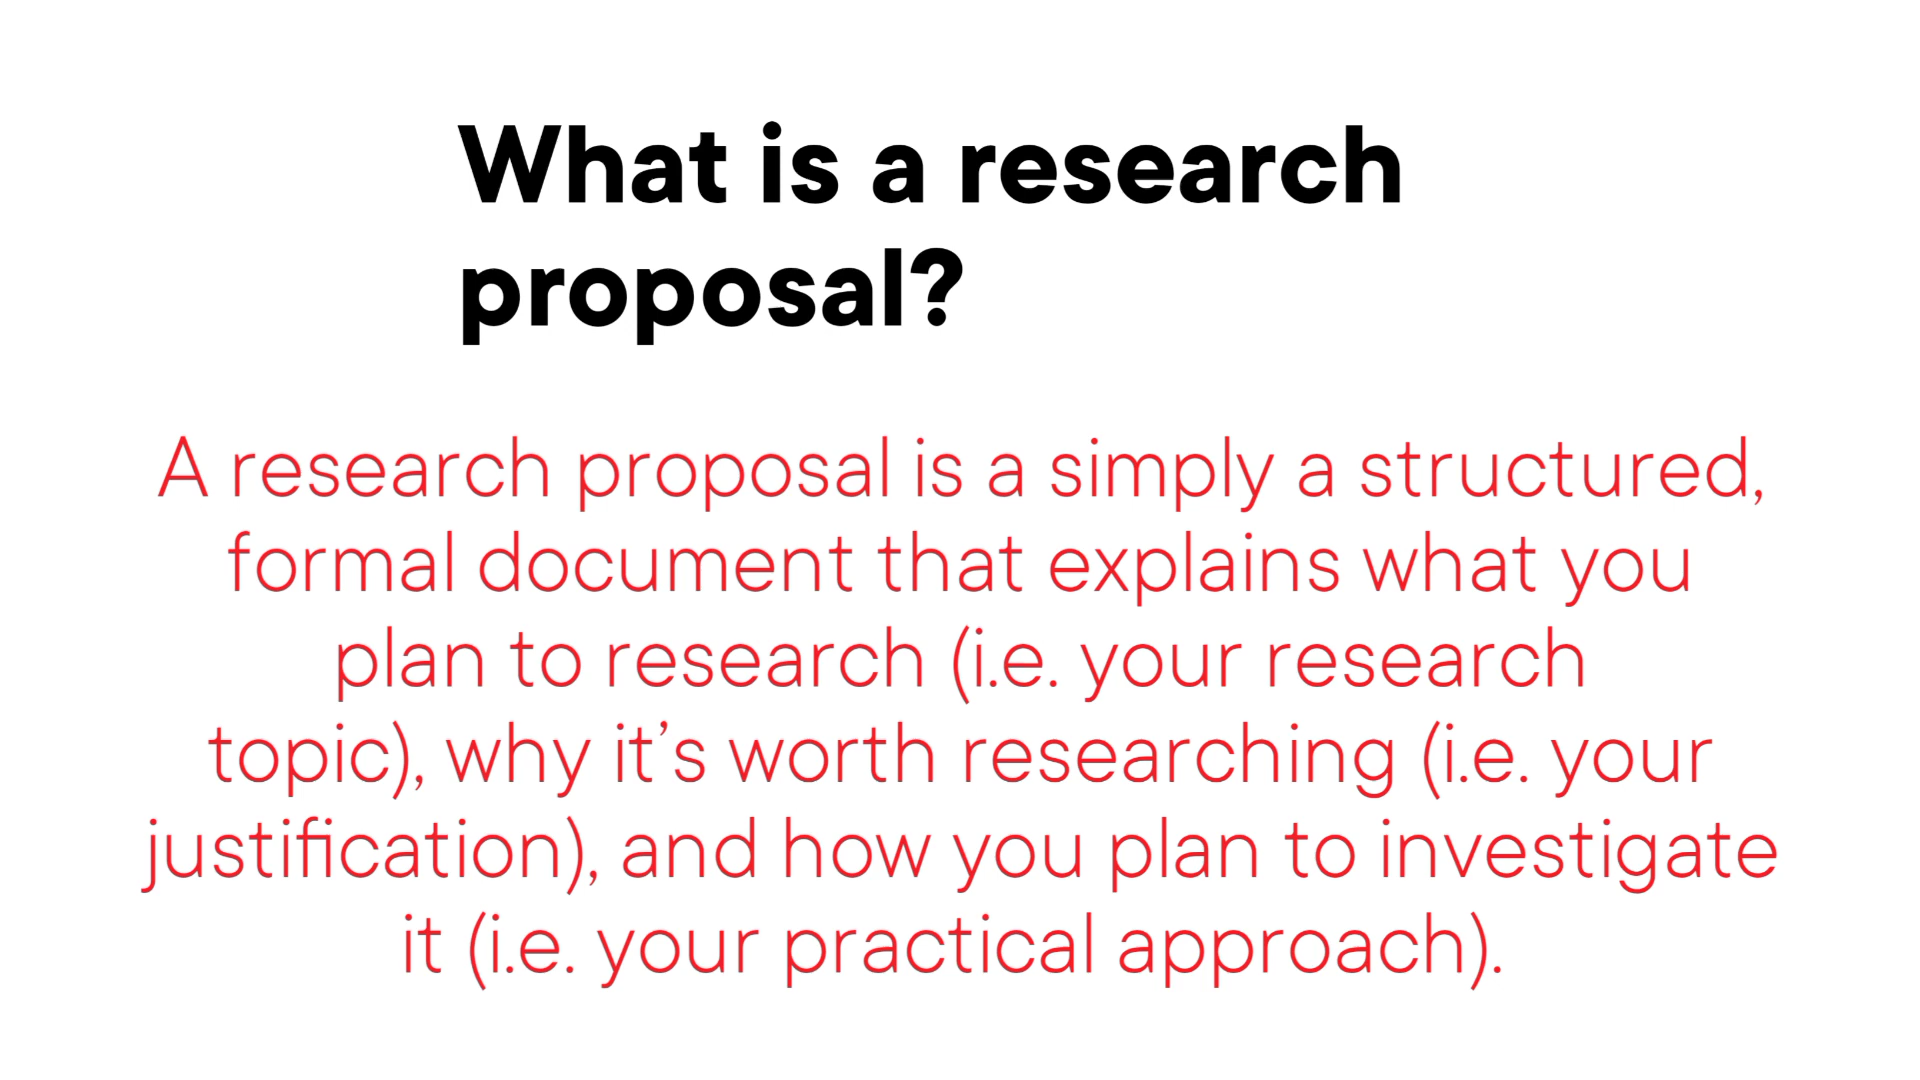 What is a research
proposal?
A research proposal is a simply a structured,
formal document that explains what you
plan to research (i.e. your research
topic), why it’s worth researching (i.e. your
justification), and how you plan to investigate
it (i.e. your practical approach).